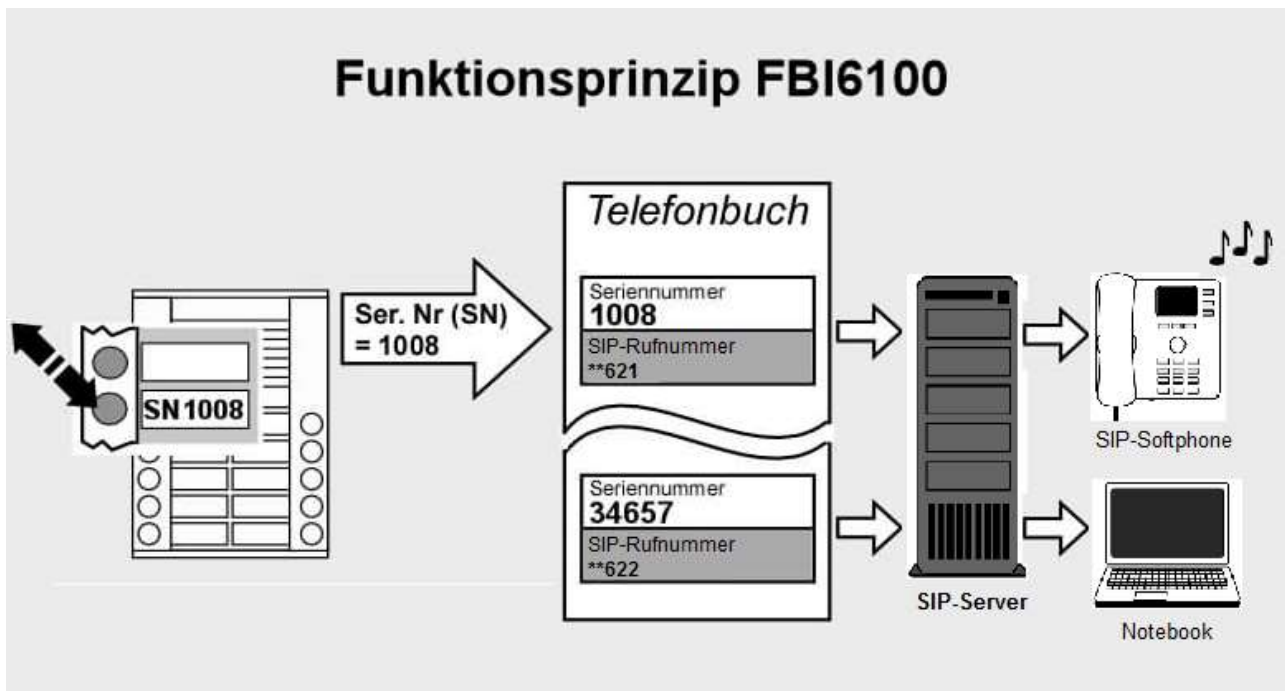 Funktionsprinzip FBI6100
SN1008
Ser. Nr (SN)
= 1008
Telefonbuch
Seriennummer
1008
SIP-Rufnummer
**621
Seriennummer
34657
SIP-Rufnummer
**622
SIP-Server
SIP-Softphone
Notebook